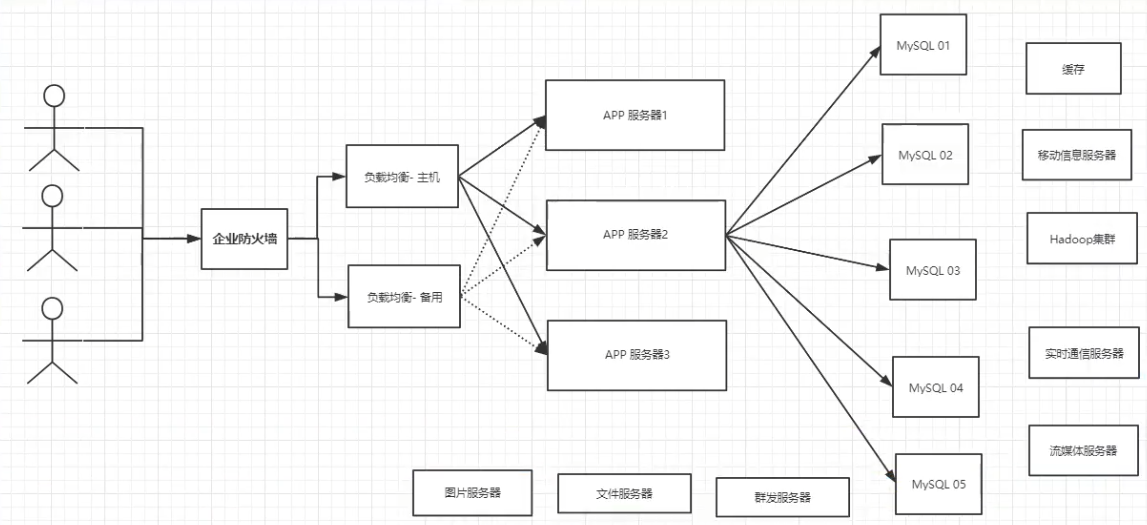 企业防火墙
负载均衡- 主机
负载均衡- 备用
APP 服务器1
APP 服务器2
APP 服务器3
MySQL 01
MySQL 02
MySQL 03
MySQL 04
MySQL 05
缓存
移动信息服务器
Hadoop集群
实时通信服务器
流媒体服务器
图片服务器
文件服务器
群发服务器